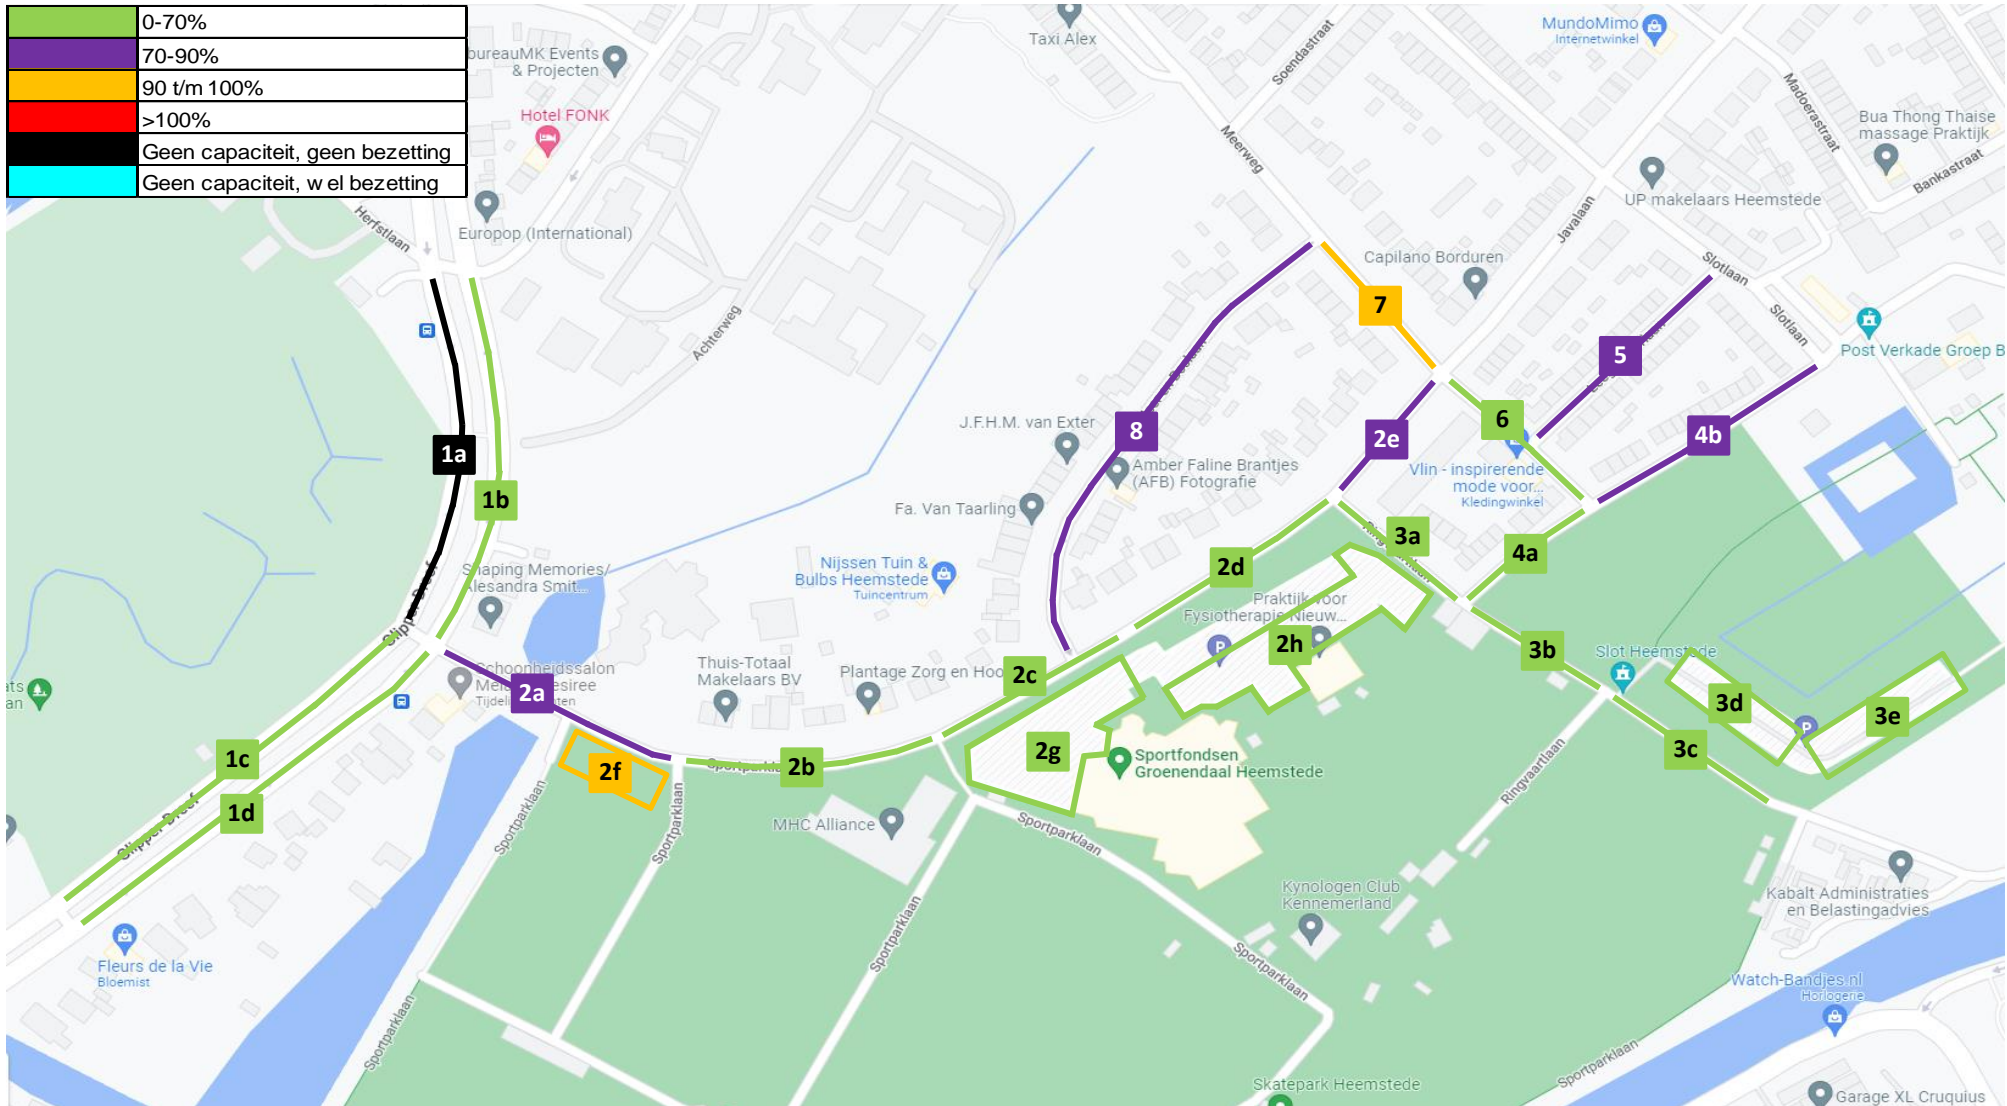 0-70%
70-90%
90 t/m 100%
>100%
Geen capaciteit, geen bezetting
Geen capaciteit, wel bezetting
bureauMK Events
& Projecten
Taxi Alex
Soendastraat
MundoMimo
Internetwinkel
Madoerastraat
Bua Thong Thaise
massage Praktijk
Bankastraat
Hotel FONK
Meerweg
UP makelaars Heemstede
Javalaan
Herfstlaan
Europop (International)
Capilano Borduren
Slotlaan
Slotlaan
Achterweg
7
5
Post Verkade Groep B
J.F.H.M. van Exter
8
2e
6
4b
1a
Amber Faline Brantjes
(AFB) Fotografie
Vlin - inspirerende
mode voor...
Kledingwinkel
1b
Fa. Van Taarling
3a
4a
Nijssen Tuin &
Bulbs Heemstede
Tuincentrum
2d
Shaping Memories/
Alesandra Smit...
Praktijk voor
Fysiotherapie Nieuw...
P
2h
3b
Slot Heemstede
Thuis-Totaal
Makelaars BV
Plantage Zorg en
2c
2a
3d
3e
P
3c
1c
2f
2b
2g
Sportfondsen
Groenendaal Heemstede
1d
Sportparklaan
Sportparklaan
Ringvaartlaan
MHC Alliance
Sportparklaan
Kynologen Club
Kennemerland
Kabalt Administraties
en Belastingadvies
Sportparklaan
Sportparklaan
Fleurs de la Vie
Bloemist
Watch-Bandjes.nl
Horlogerie
Sportparklaan
Sportparklaan
Skatepark Heemstede
Garage XL Cruquius